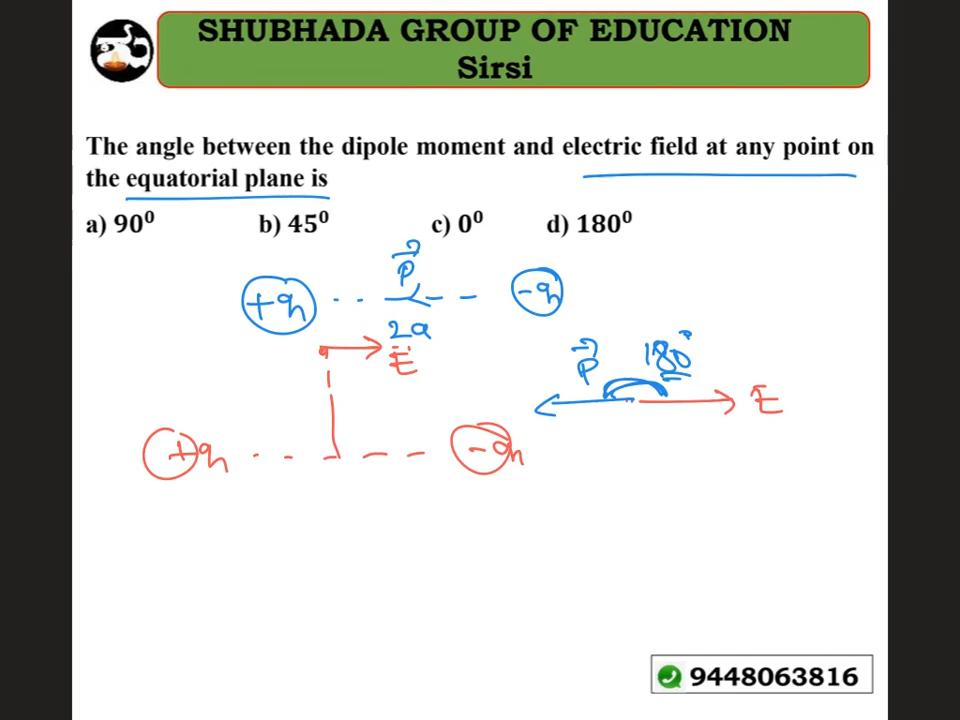 SHUBHADA GROUP OF EDUCATION
Sirsi
The angle between the dipole moment and electric field at any point on
the equatorial plane is
a) 90⁰ b) 45⁰ c) 0⁰ d) 180⁰
P
+q -q
2a
E
P 180° E
+q -q
9448063816